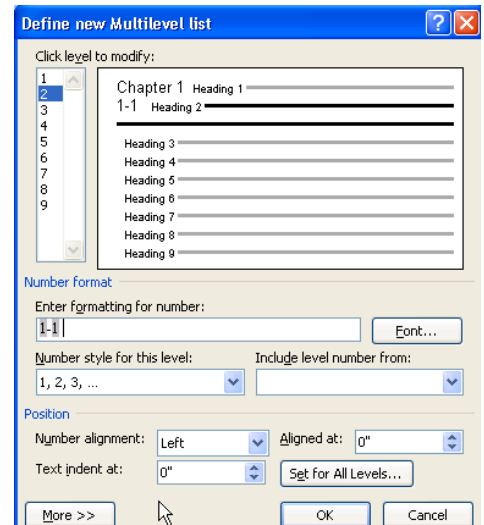 Define new Multilevel list
Click level to modify:
1
2
3
4
5
6
7
8
9
Chapter 1 Heading 1
1-1 Heading 2
Heading 3
Heading 4
Heading 5
Heading 6
Heading 7
Heading 8
Heading 9
Number format
Enter formatting for number:
1-1
Font...
Number style for this level: Include level number from:
1, 2, 3, ...
Position
Number alignment: Left Aligned at: 0"
Text indent at: 0" Set for All Levels...
More >> OK Cancel